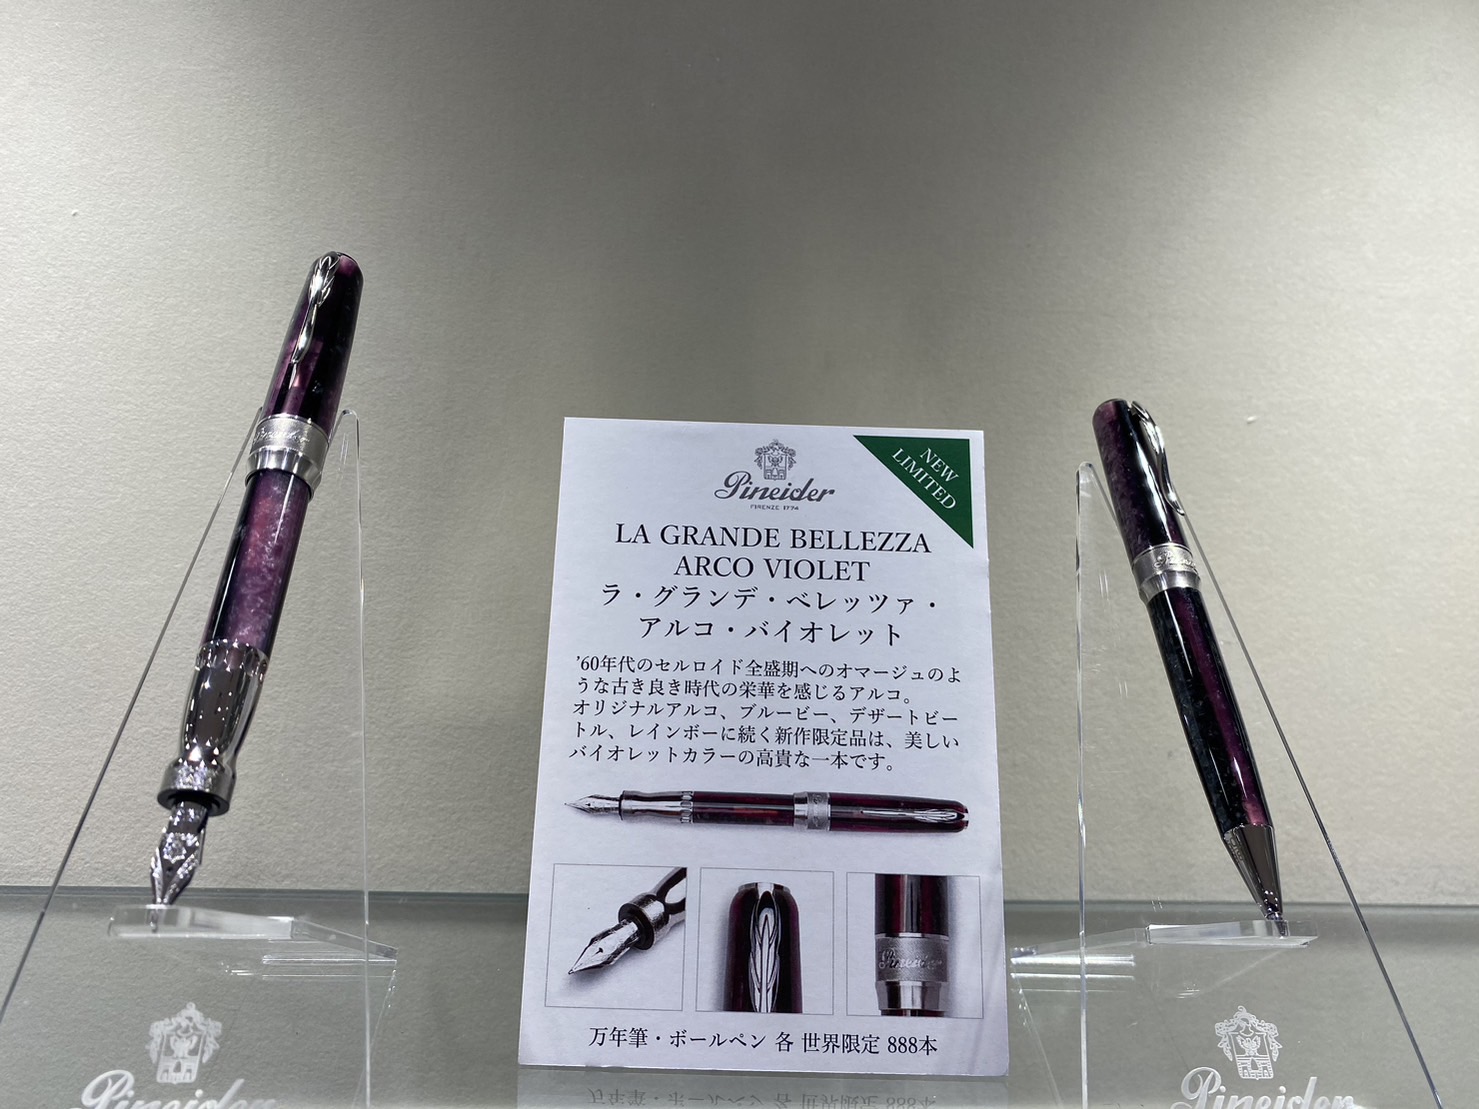 Pineider
FIRENZE 1774
NEW
LIMITED
LA GRANDE BELLEZZA
ARCO VIOLET
ラ・グランデ・ベレッツァ・
アルコ・バイオレット
’60年代のセルロイド全盛期へのオマージュのよ
うな古き良き時代の栄華を感じるアルコ。
オリジナルアルコ、ブルービー、デザートビー
トル、レインボーに続く新作限定品は、美しい
バイオレットカラーの高貴な一本です。
Pineider
万年筆・ボールペン 各 世界限定 888本
Pineider
Pineider
Pineider
Pineider